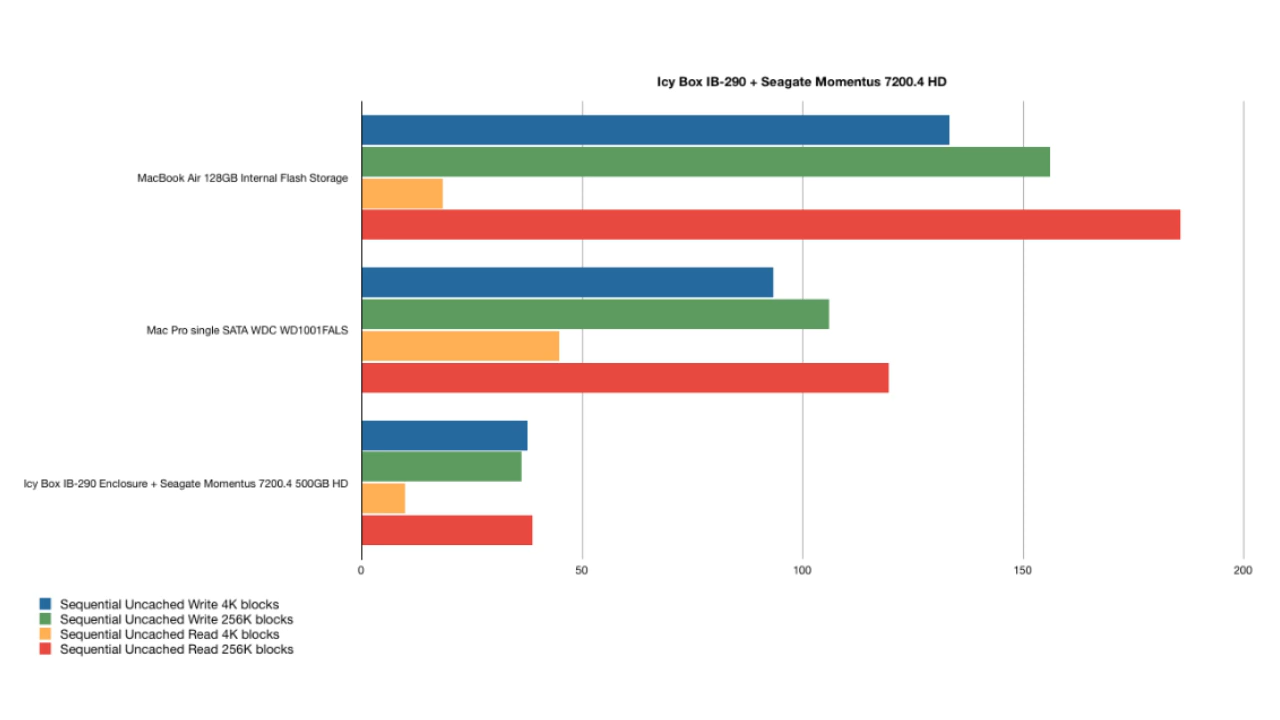 Icy Box IB-290 + Seagate Momentus 7200.4 HD
MacBook Air 128GB Internal Flash Storage
Mac Pro single SATA WDC WD1001FALS
Icy Box IB-290 Enclosure + Seagate Momentus 7200.4 500GB HD
0 50 100 150 200
Sequential Uncached Write 4K blocks
Sequential Uncached Write 256K blocks
Sequential Uncached Read 4K blocks
Sequential Uncached Read 256K blocks